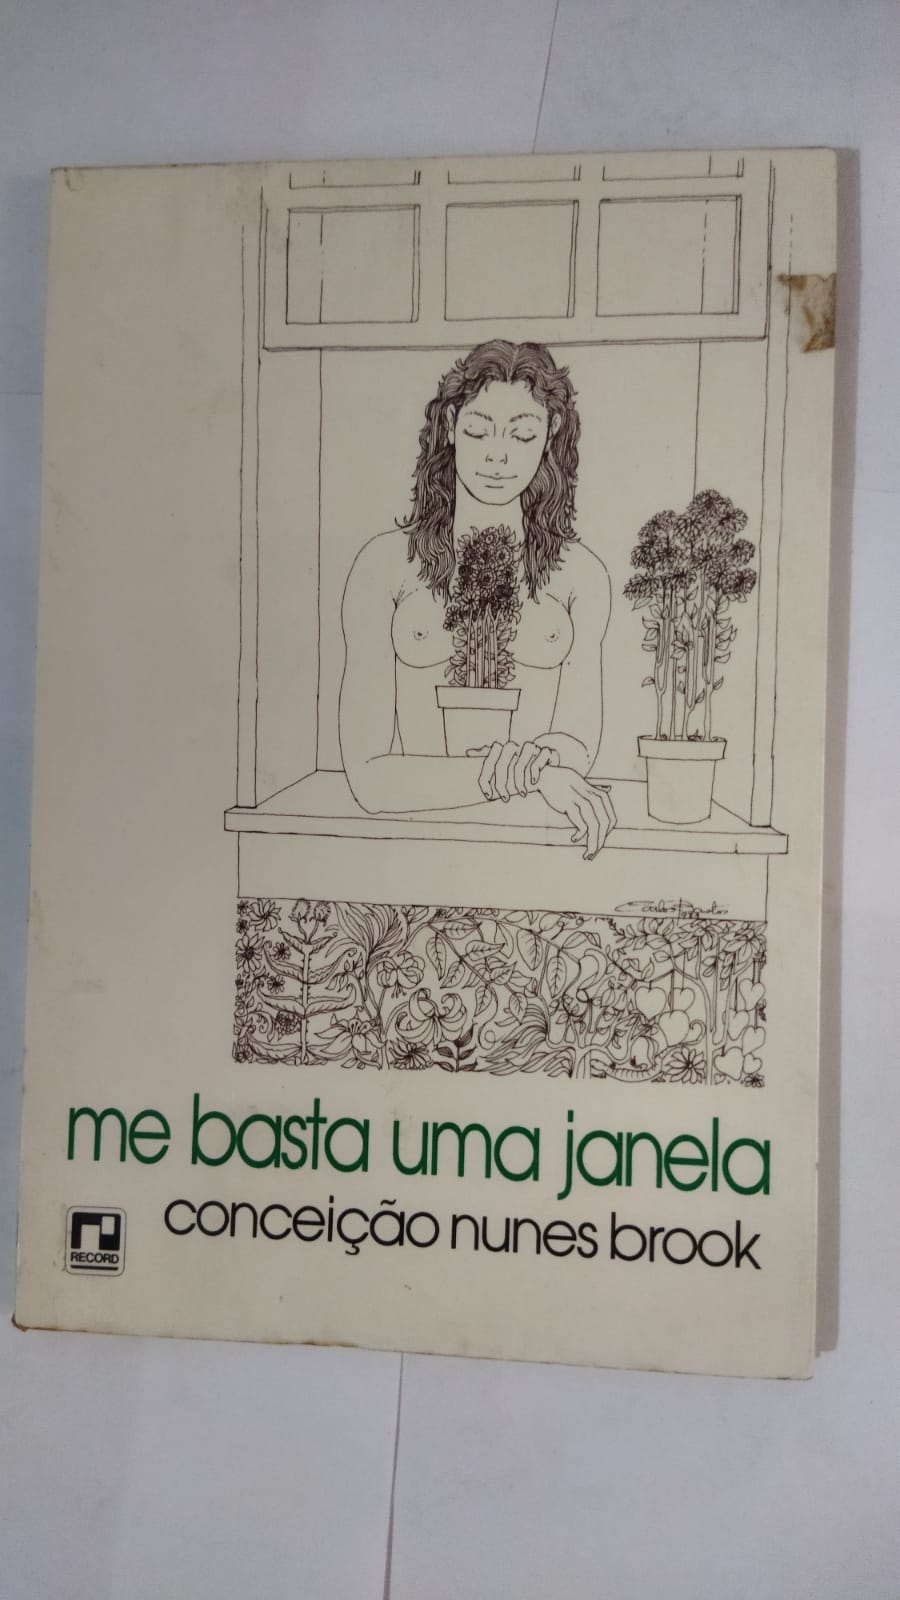 me basta uma janela
conceição nunes brook
RECORD